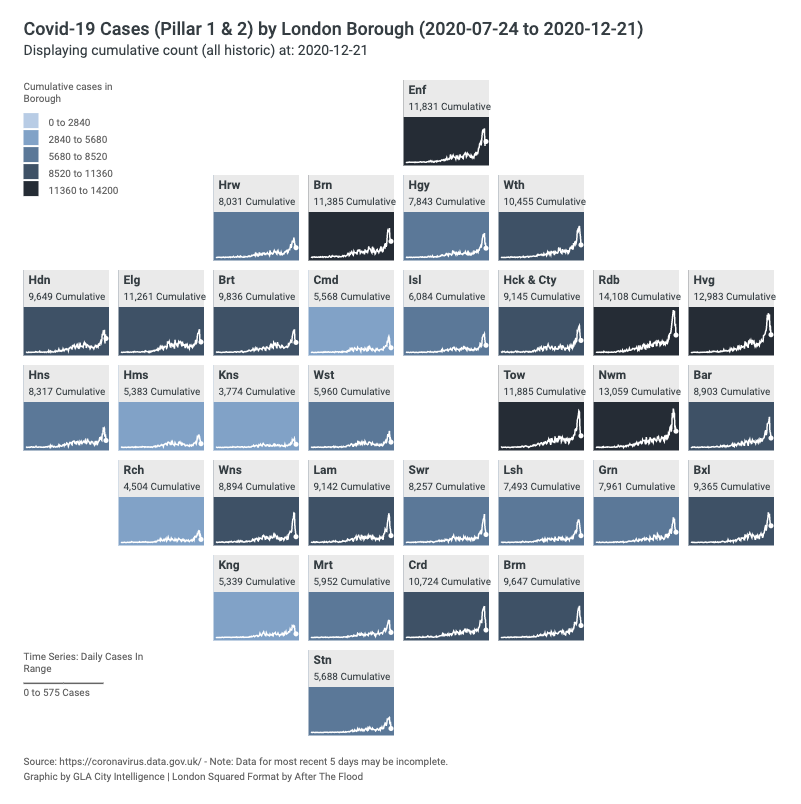 Covid-19 Cases (Pillar 1 & 2) by London Borough (2020-07-24 to 2020-12-21)
Displaying cumulative count (all historic) at: 2020-12-21
Cumulative cases in
Borough
0 to 2840
2840 to 5680
5680 to 8520
8520 to 11360
11360 to 14200
Enf
11,831 Cumulative
Hrw
8,031 Cumulative
Brn
11,385 Cumulative
Hgy
7,843 Cumulative
Wth
10,455 Cumulative
Hdn
9,649 Cumulative
Elg
11,261 Cumulative
Brt
9,836 Cumulative
Cmd
5,568 Cumulative
Isl
6,084 Cumulative
Hck & Cty
9,145 Cumulative
Rdb
14,108 Cumulative
Hvg
12,983 Cumulative
Hns
8,317 Cumulative
Hms
5,383 Cumulative
Kns
3,774 Cumulative
Wst
5,960 Cumulative
Tow
11,885 Cumulative
Nwm
13,059 Cumulative
Bar
8,903 Cumulative
Rch
4,504 Cumulative
Wns
8,894 Cumulative
Lam
9,142 Cumulative
Swr
8,257 Cumulative
Lsh
7,493 Cumulative
Grn
7,961 Cumulative
Bxl
9,365 Cumulative
Kng
5,339 Cumulative
Mrt
5,952 Cumulative
Crd
10,724 Cumulative
Brm
9,647 Cumulative
Stn
5,688 Cumulative
Time Series: Daily Cases In
Range
0 to 575 Cases
Source: https://coronavirus.data.gov.uk/ - Note: Data for most recent 5 days may be incomplete.
Graphic by GLA City Intelligence | London Squared Format by After The Flood